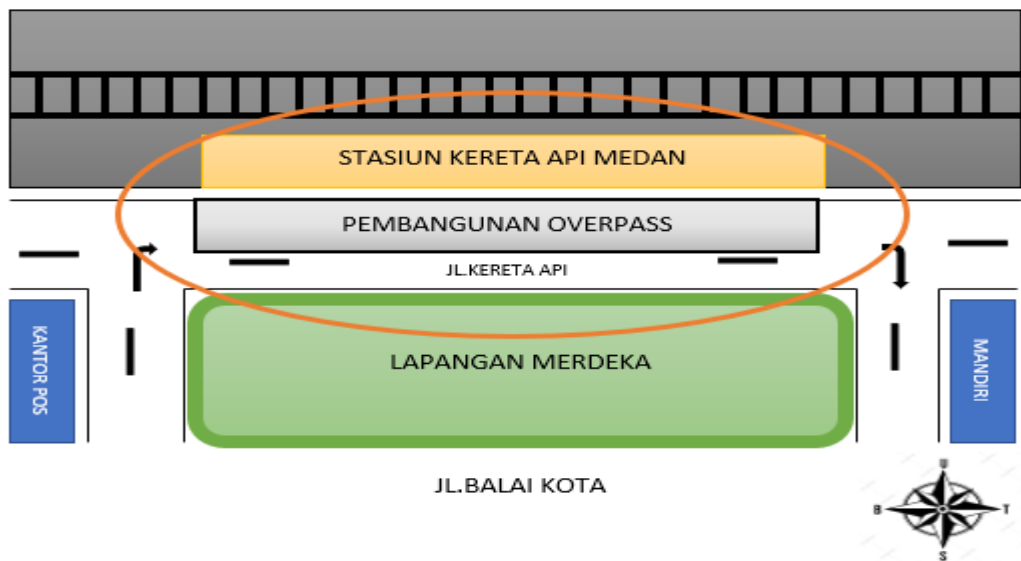 STASIUN KERETA API MEDAN
PEMBANGUNAN OVERPASS
JL.KERETA API
KANTOR POS
LAPANGAN MERDEKA
MANDIRI
JL.BALAI KOTA
U
B
T
S